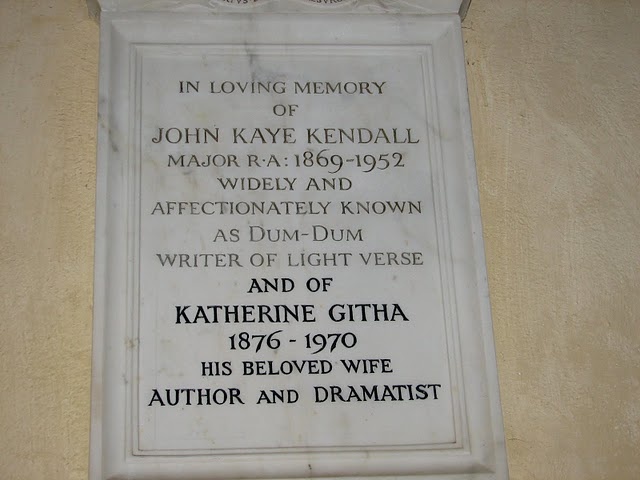 IN LOVING MEMORY
OF
JOHN KAYE KENDALL
MAJOR R·A: 1869-1952
WIDELY AND
AFFECTIONATELY KNOWN
AS DUM-DUM
WRITER OF LIGHT VERSE
AND OF
KATHERINE GITHA
1876 - 1970
HIS BELOVED WIFE
AUTHOR AND DRAMATIST